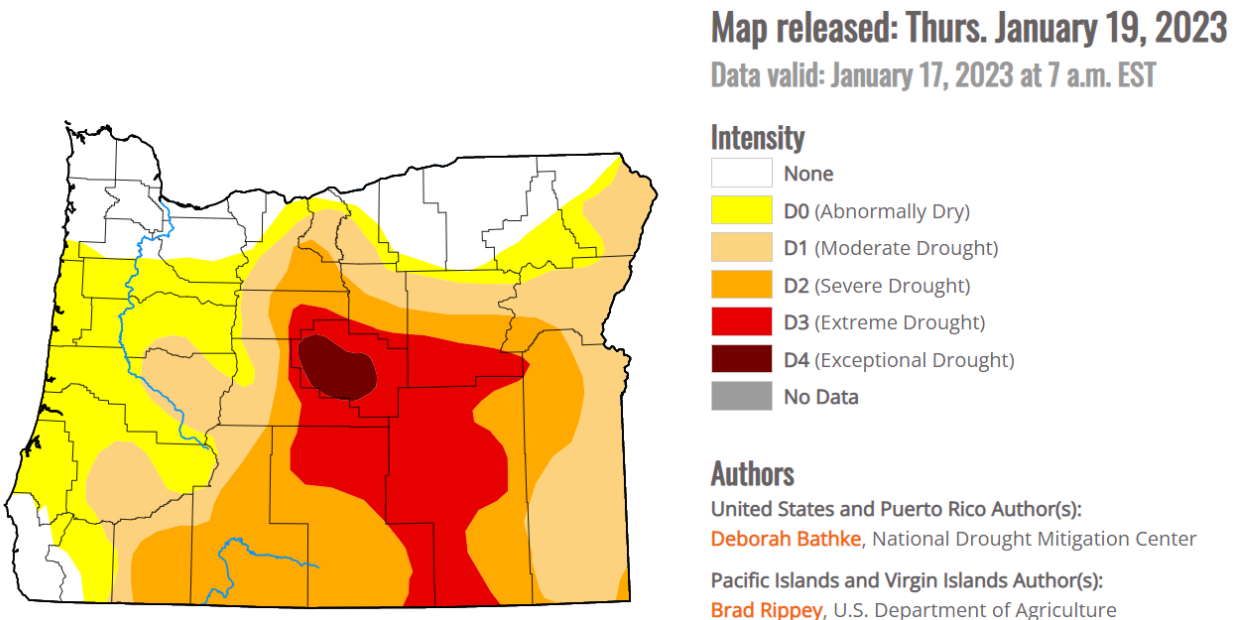 Map released: Thurs. January 19, 2023
Data valid: January 17, 2023 at 7 a.m. EST
Intensity
None
D0 (Abnormally Dry)
D1 (Moderate Drought)
D2 (Severe Drought)
D3 (Extreme Drought)
D4 (Exceptional Drought)
No Data
Authors
United States and Puerto Rico Author(s):
Deborah Bathke, National Drought Mitigation Center
Pacific Islands and Virgin Islands Author(s):
Brad Rippey, U.S. Department of Agriculture